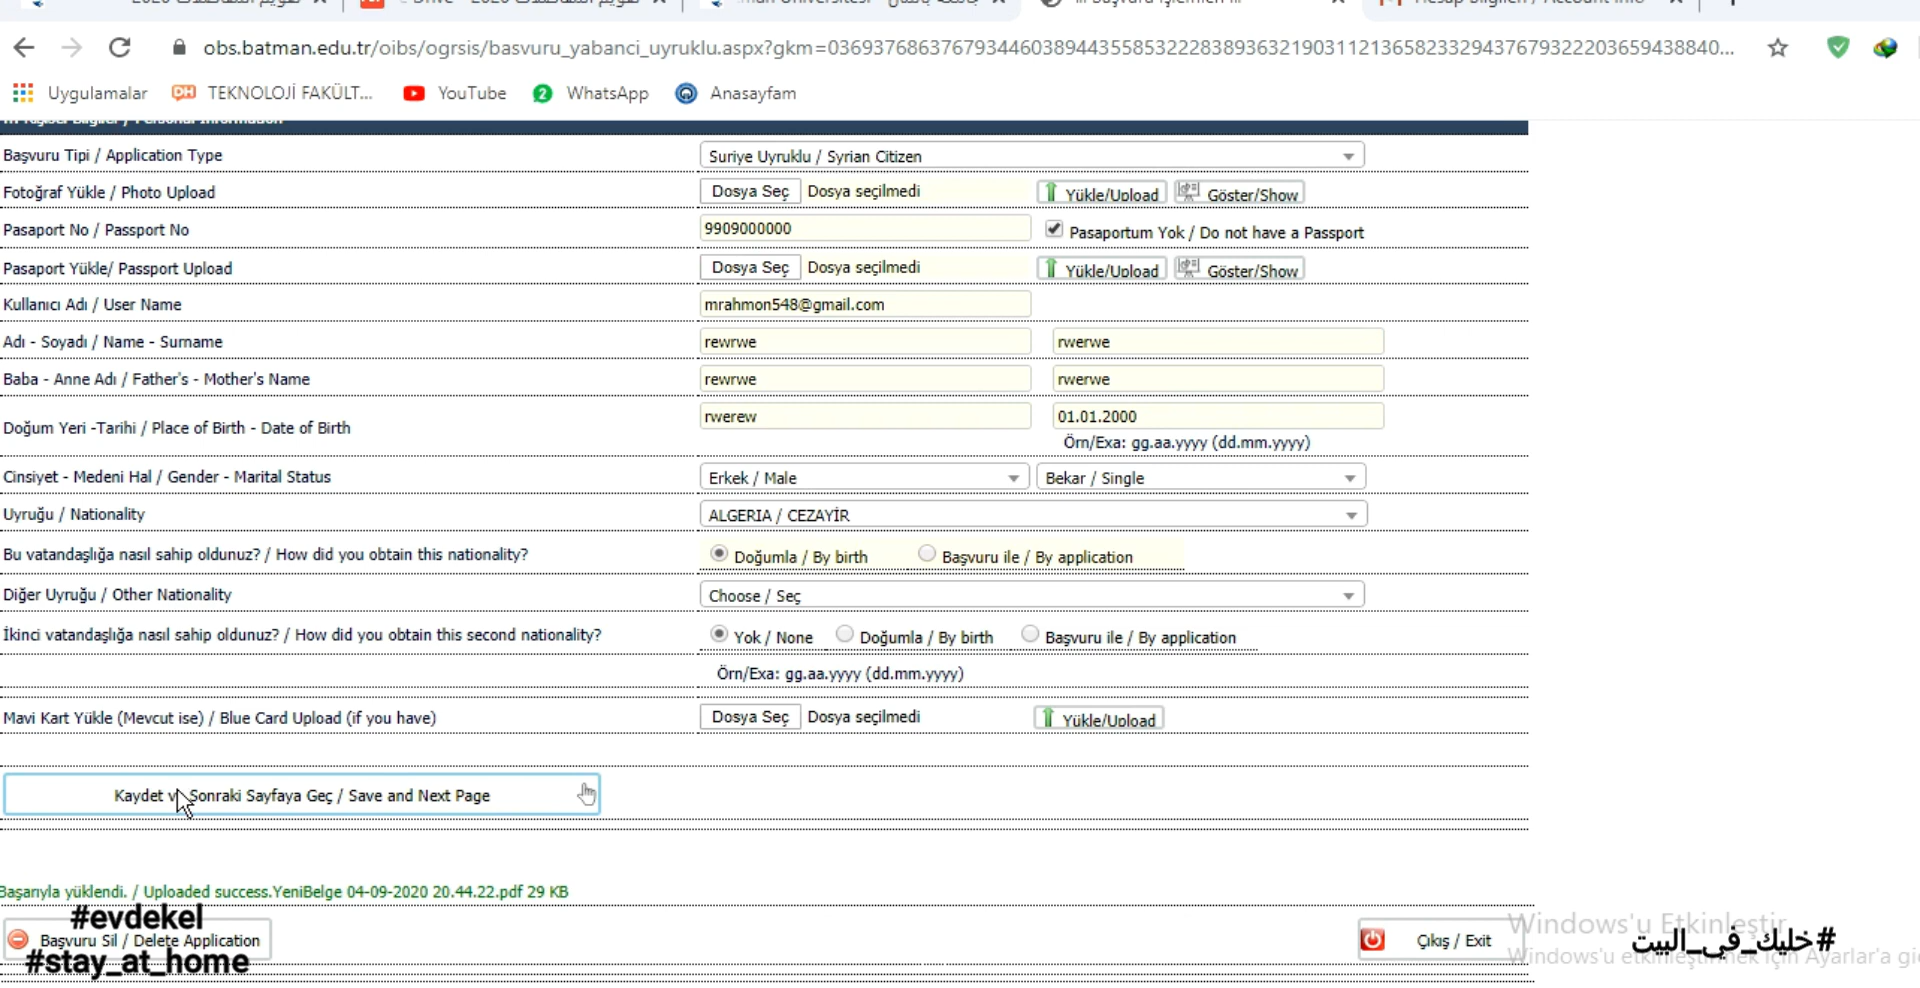 obs.batman.edu.tr/oibs/ogrsis/basvuru_yabanci_uyruklu.aspx?gkm=
Uygulamalar TEKNOLOJİ FAKÜLT... YouTube WhatsApp Anasayfam
Başvuru Tipi / Application Type Suriye Uyruklu / Syrian Citizen
Fotoğraf Yükle / Photo Upload Dosya Seç Dosya seçilmedi Yükle/Upload Göster/Show
Pasaport No / Passport No 9909000000 Pasaportum Yok / Do not have a Passport
Pasaport Yükle/ Passport Upload Dosya Seç Dosya seçilmedi Yükle/Upload Göster/Show
Kullanıcı Adı / User Name mrahmon548@gmail.com
Adı - Soyadı / Name - Surname rewrwe rwerwe
Baba - Anne Adı / Father's - Mother's Name rewrwe rwerwe
Doğum Yeri -Tarihi / Place of Birth - Date of Birth rwerew 01.01.2000
Örn/Exa: gg.aa.yyyy (dd.mm.yyyy)
Cinsiyet - Medeni Hal / Gender - Marital Status Erkek / Male Bekar / Single
Uyruğu / Nationality ALGERIA / CEZAYİR
Bu vatandaşlığa nasıl sahip oldunuz? / How did you obtain this nationality? Doğumla / By birth Başvuru ile / By application
Diğer Uyruğu / Other Nationality Choose / Seç
İkinci vatandaşlığa nasıl sahip oldunuz? / How did you obtain this second nationality? Yok / None Doğumla / By birth Başvuru ile / By application
Örn/Exa: gg.aa.yyyy (dd.mm.yyyy)
Mavi Kart Yükle (Mevcut ise) / Blue Card Upload (if you have) Dosya Seç Dosya seçilmedi Yükle/Upload
Kaydet Sonraki Sayfaya Geç / Save and Next Page
Başarıyla yüklendi. / Uploaded success.YeniBelge 04-09-2020 20.44.22.pdf 29 KB
#evdekel
Başvuru Sil / Delete Application
#stay_at_home
Çıkış / Exit
Windows'u Etkinleştir
#خليك_في_البيت